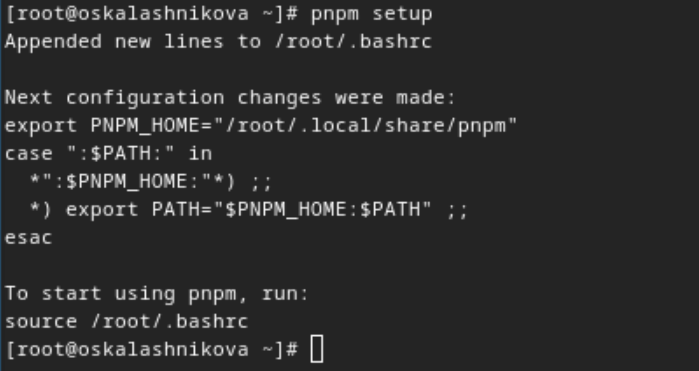 [root@oskalashnikova ~]# pnpm setup
Appended new lines to /root/.bashrc

Next configuration changes were made:
export PNPM_HOME="/root/.local/share/pnpm"
case ":$PATH:" in
  *":$PNPM_HOME:"*) ;;
  *) export PATH="$PNPM_HOME:$PATH" ;;
esac

To start using pnpm, run:
source /root/.bashrc
[root@oskalashnikova ~]#